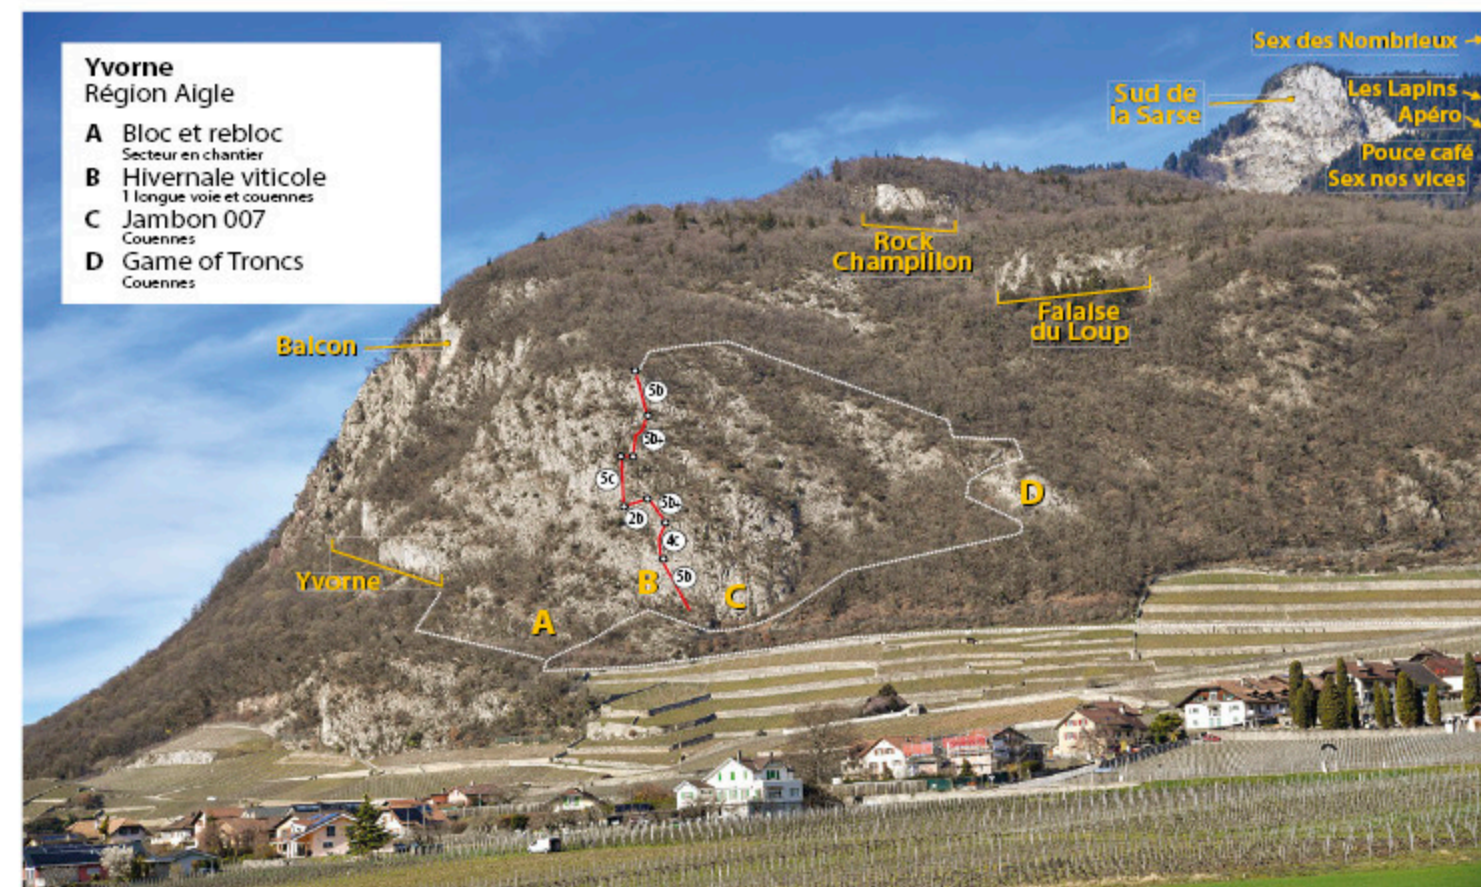 Yvorne
Région Aigle
A Bloc et rebloc
Secteur en chantier
B Hivernale viticole
1 longue voie et couennes
C Jambon 007
Couennes
D Game of Troncs
Couennes
Sex des Nombrieux
Sud de
la Sarse
Les Lapins
Apéro
Pouce café
Sex nos vices
Rock
Champillon
Falaise
du Loup
Balcon
5b
5b+
5c
5b+
2b
4c
5b
D
Yvorne
B
C
A